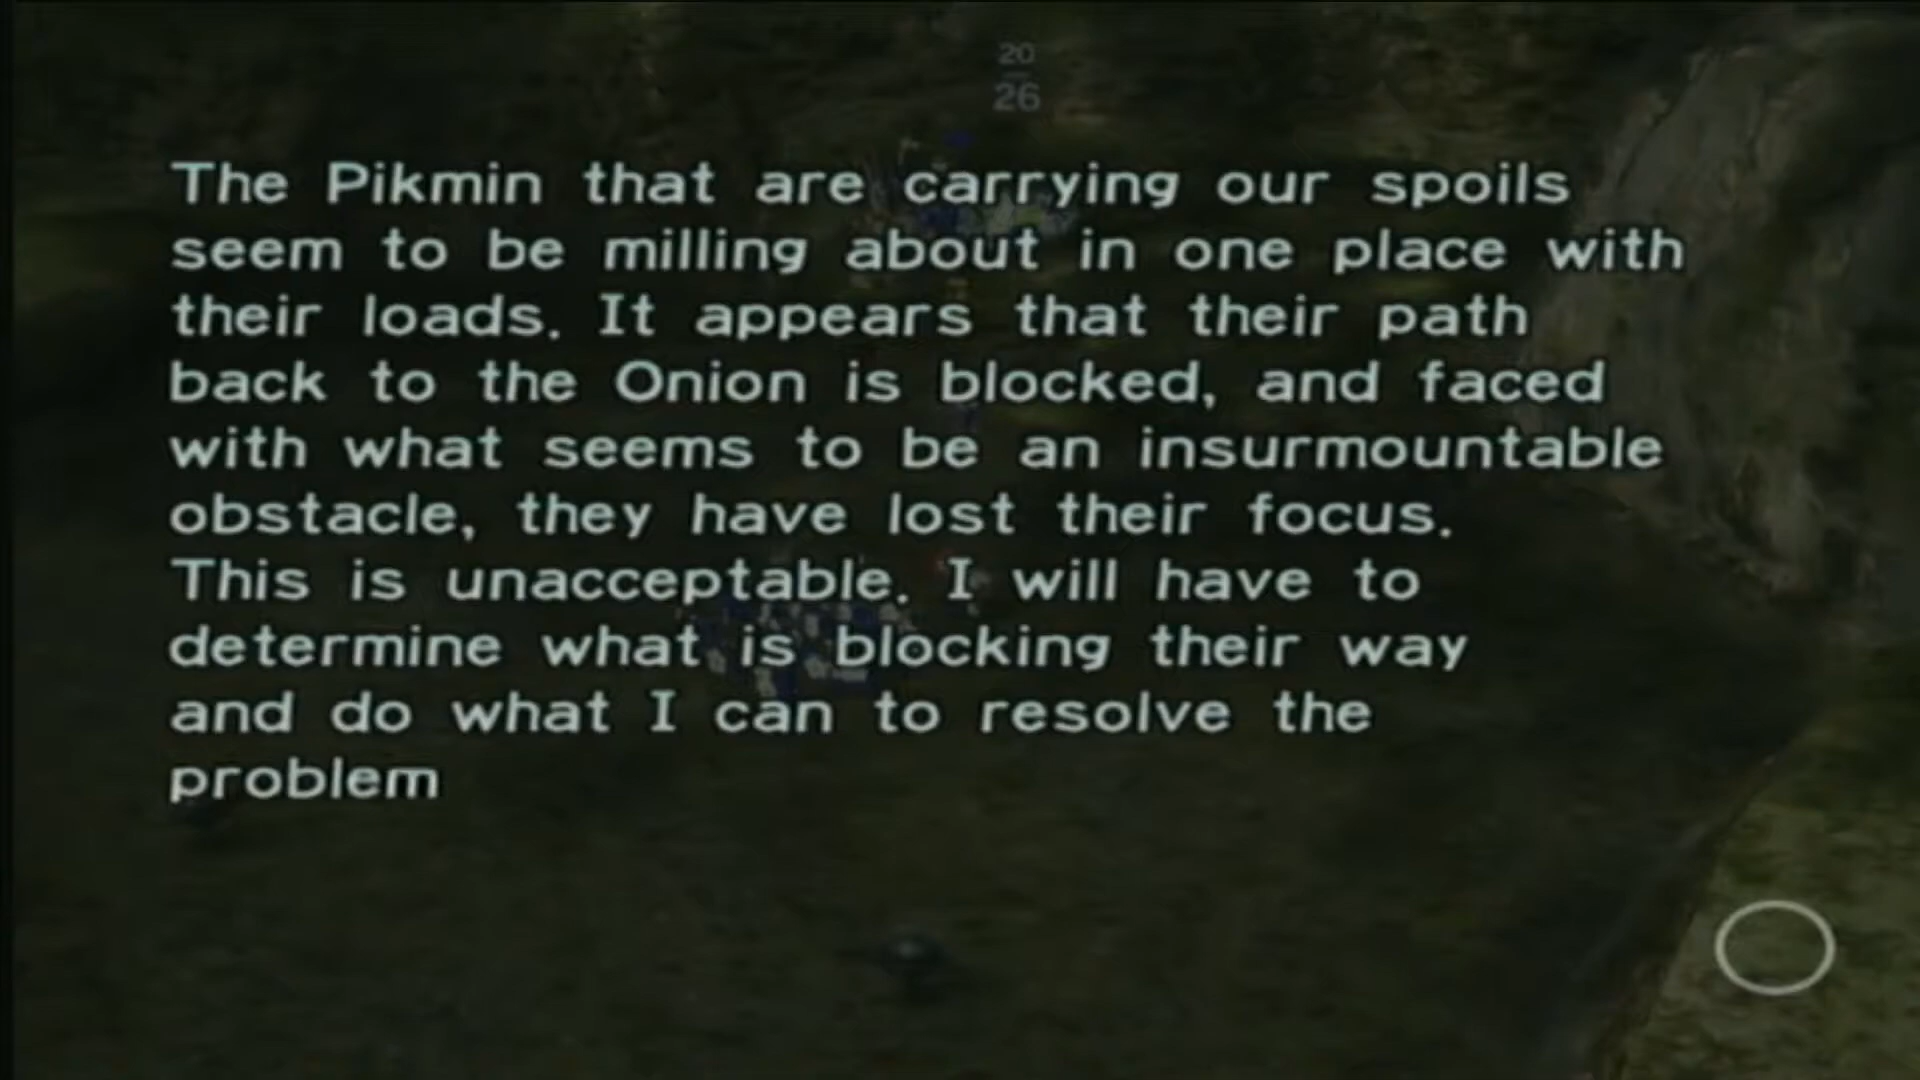 20
26
The Pikmin that are carrying our spoils
seem to be milling about in one place with
their loads. It appears that their path
back to the Onion is blocked, and faced
with what seems to be an insurmountable
obstacle, they have lost their focus.
This is unacceptable. I will have to
determine what is blocking their way
and do what I can to resolve the
problem